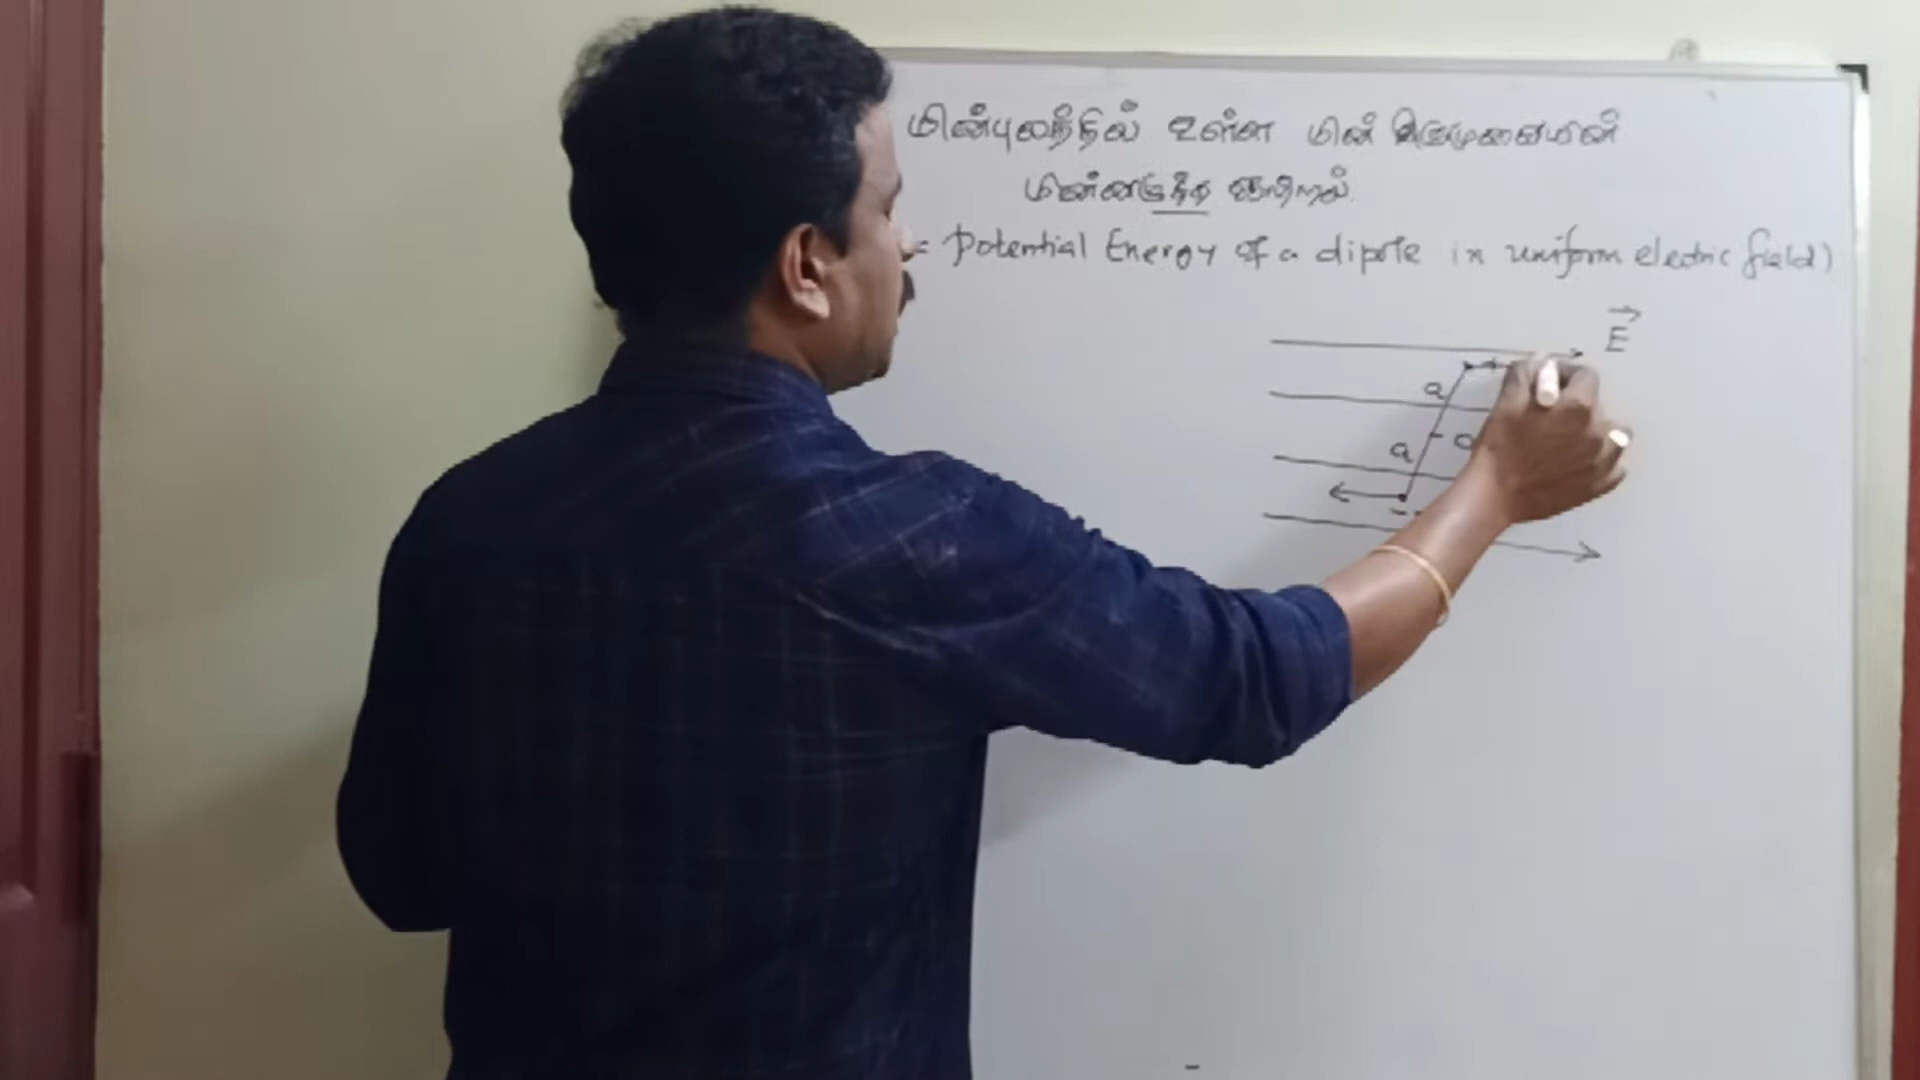 மின்புலத்தில் உள்ள மின் இருமுனையின்
மின்னழுத்த ஆற்றல்.
= Potential Energy of a dipole in uniform electric field)
E
a
a